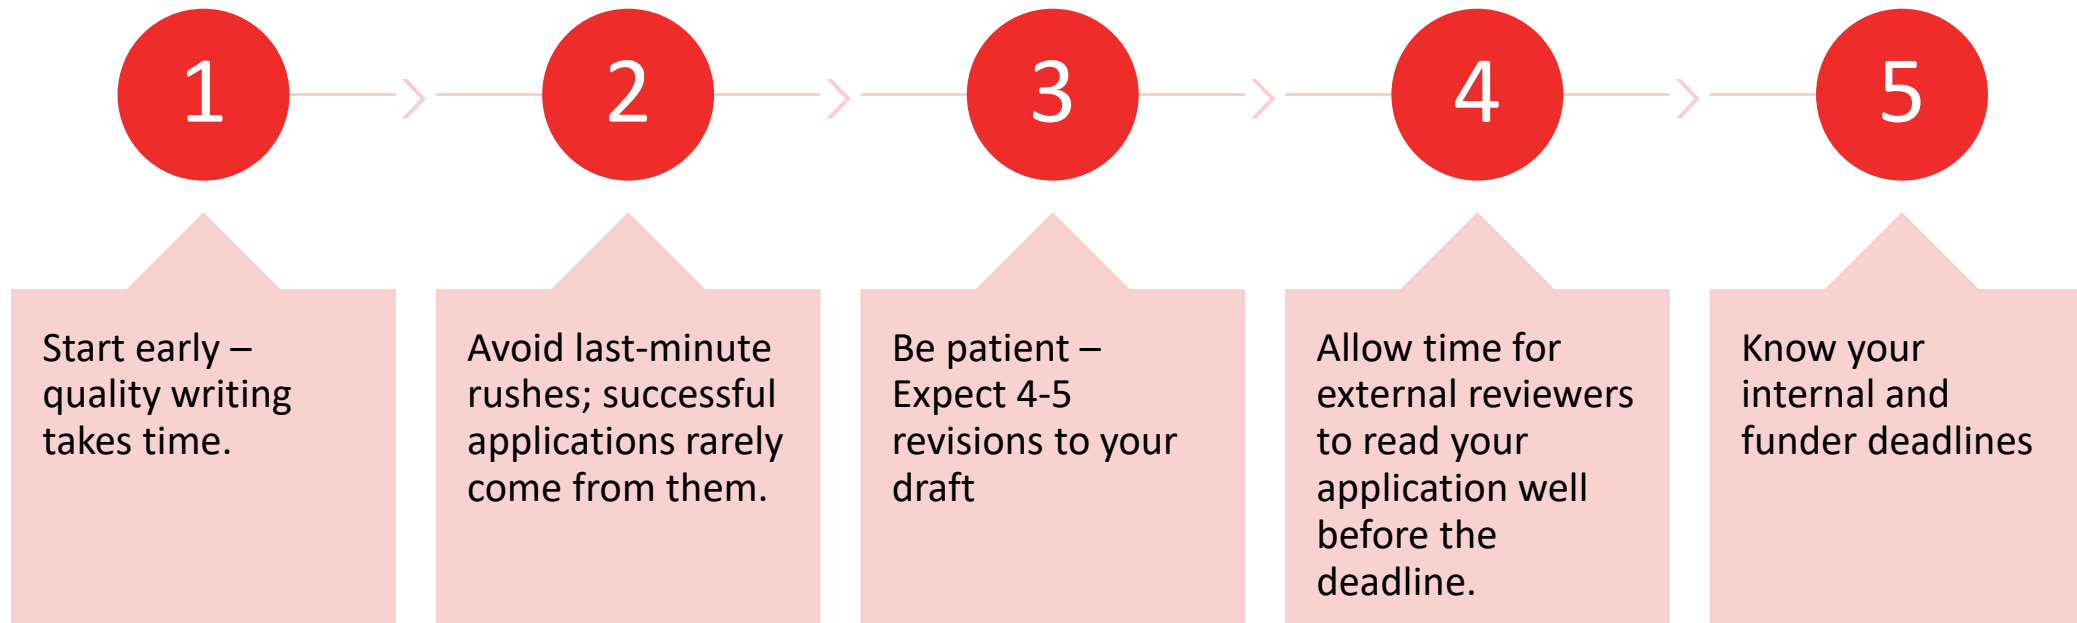 1
2
3
4
5
Start early –
quality writing
takes time.
Avoid last-minute
rushes; successful
applications rarely
come from them.
Be patient –
Expect 4-5
revisions to your
draft
Allow time for
external reviewers
to read your
application well
before the
deadline.
Know your
internal and
funder deadlines